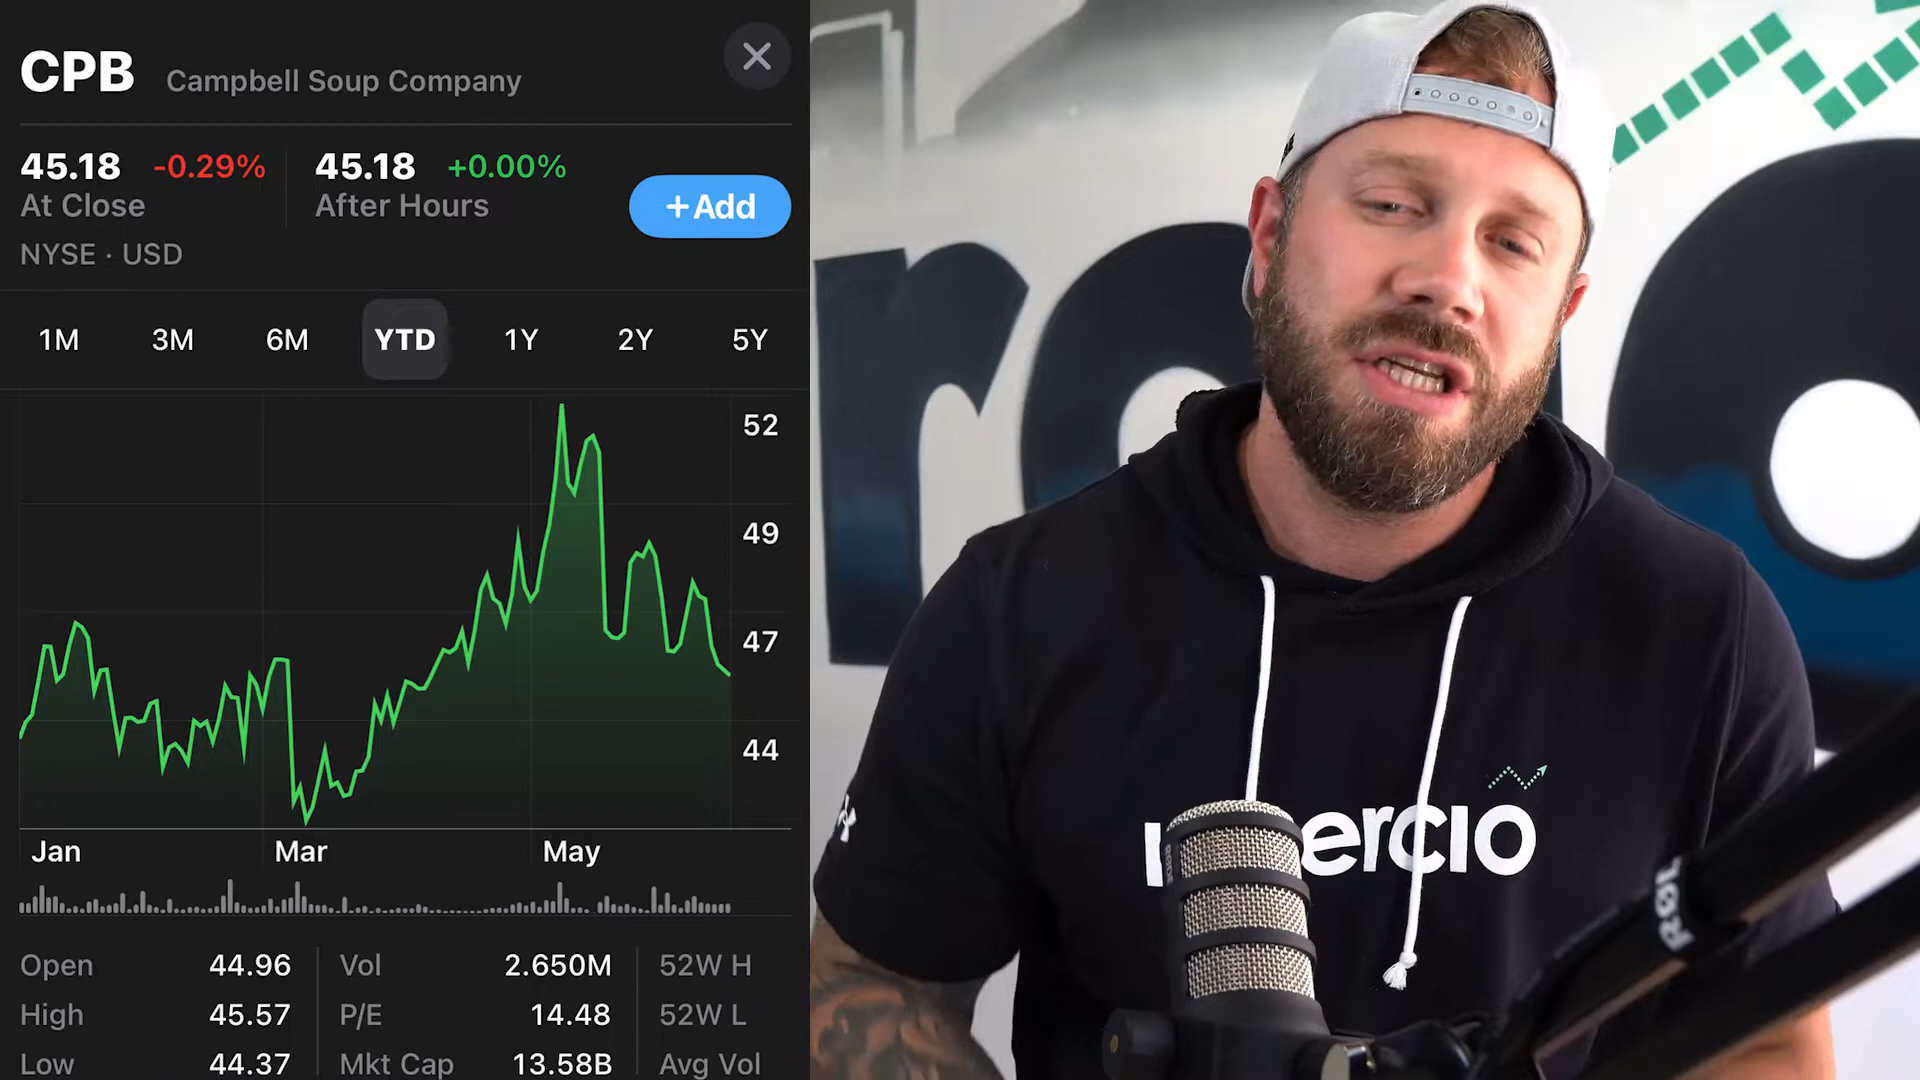 CPB Campbell Soup Company
45.18 -0.29% 45.18 +0.00%
At Close After Hours
+Add
NYSE · USD
1M 3M 6M YTD 1Y 2Y 5Y
52
49
47
44
Jan Mar May
Open 44.96 Vol 2.650M 52W H
High 45.57 P/E 14.48 52W L
Low 44.37 Mkt Cap 13.58B Avg Vol
ro
ercio
RODE